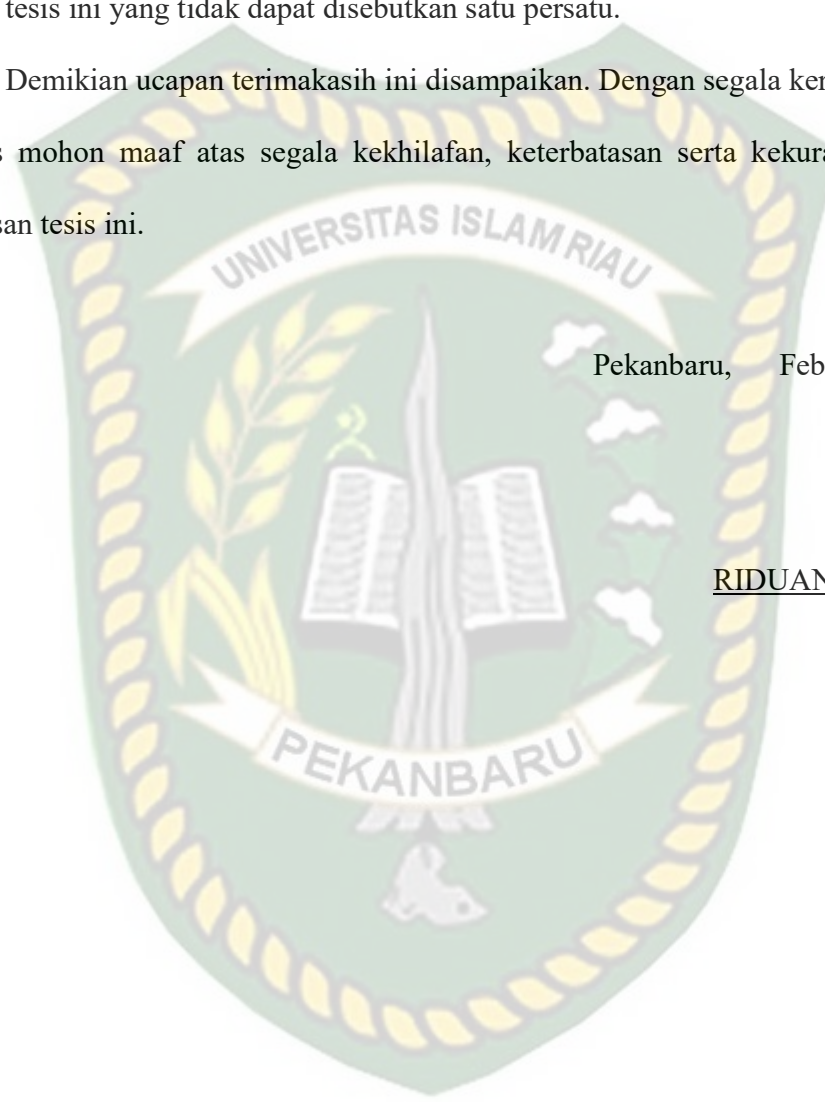 tesis ini yang tidak dapat disebutkan satu persatu.
Demikian ucapan terimakasih ini disampaikan. Dengan segala ker
s mohon maaf atas segala kekhilafan, keterbatasan serta kekura
san tesis ini.
UNIVERSITAS ISLAM RIAU
Pekanbaru, Feb
RIDUAN
PEKANBARU